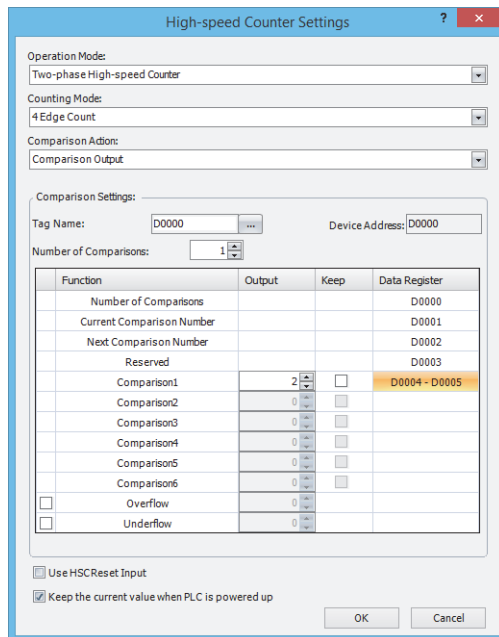 High-speed Counter Settings ? ×
Operation Mode:
Two-phase High-speed Counter
Counting Mode:
4 Edge Count
Comparison Action:
Comparison Output
Comparison Settings:
Tag Name: D0000 ... Device Address: D0000
Number of Comparisons: 1
Function Output Keep Data Register
Number of Comparisons D0000
Current Comparison Number D0001
Next Comparison Number D0002
Reserved D0003
Comparison1 2 D0004 - D0005
Comparison2 0
Comparison3 0
Comparison4 0
Comparison5 0
Comparison6 0
Overflow 0
Underflow 0
Use HSCReset Input
Keep the current value when PLC is powered up
OK Cancel